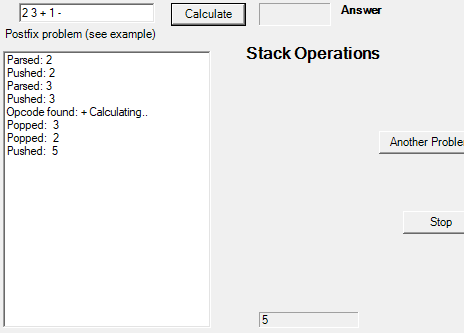 2 3 + 1 -
Calculate
Answer
Postfix problem (see example)
Stack Operations
Parsed: 2
Pushed: 2
Parsed: 3
Pushed: 3
Opcode found: + Calculating..
Popped: 3
Popped: 2
Pushed: 5
Another Proble
Stop
5